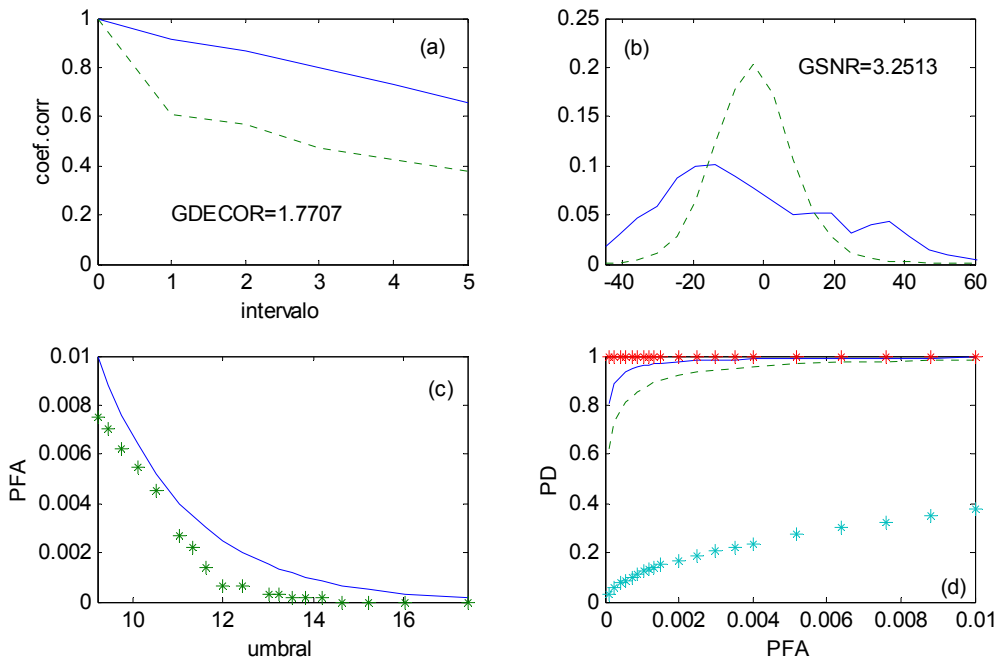 1
0.8
0.6
0.4
0.2
0
coef.corr
(a)
GDECOR=1.7707
0 1 2 3 4 5
intervalo
0.25
0.2
0.15
0.1
0.05
0
(b)
GSNR=3.2513
-40 -20 0 20 40 60
0.01
0.008
0.006
0.004
0.002
0
PFA
(c)
10 12 14 16
umbral
1
0.8
0.6
0.4
0.2
0
PD
(d)
0 0.002 0.004 0.006 0.008 0.01
PFA